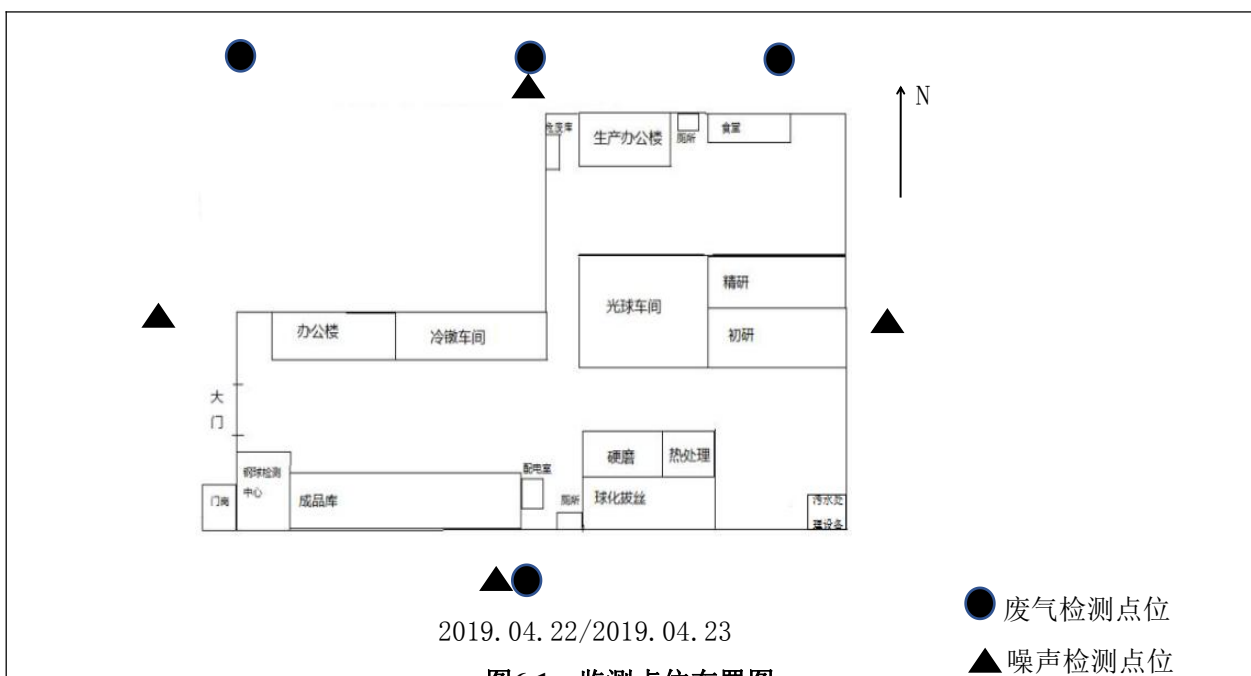 N
危废库
生产办公楼
厕所
食堂
精研
光球车间
初研
办公楼
冷镦车间
大
门
硬磨
热处理
钢球检测
中心
配电室
门岗
成品库
厕所
球化拔丝
污水处
理设备
废气检测点位
2019.04.22/2019.04.23
噪声检测点位